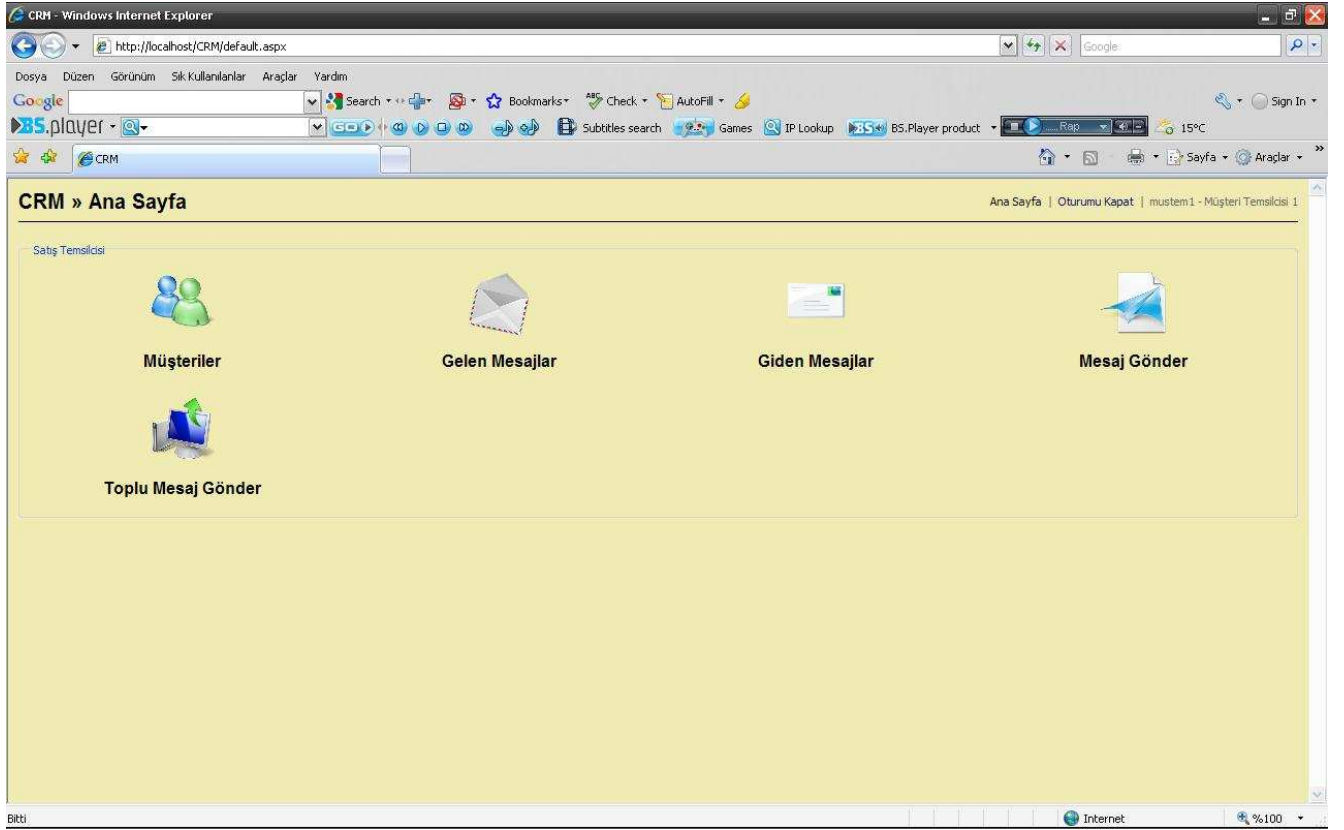 CRM - Windows Internet Explorer
http://localhost/CRM/default.aspx
Google
Dosya Düzen Görünüm Sık Kullanılanlar Araçlar Yardım
Google Search Bookmarks ABC Check AutoFill Sign In
BS.player Subtitles search Games IP Lookup BS BS.Player product Rap 15°C
CRM Sayfa Araçlar
CRM » Ana Sayfa
Ana Sayfa | Oturumu Kapat | mustem1 - Müşteri Temsilcisi 1
Satış Temsilcisi
Müşteriler Gelen Mesajlar Giden Mesajlar Mesaj Gönder
Toplu Mesaj Gönder
Bitti Internet %100